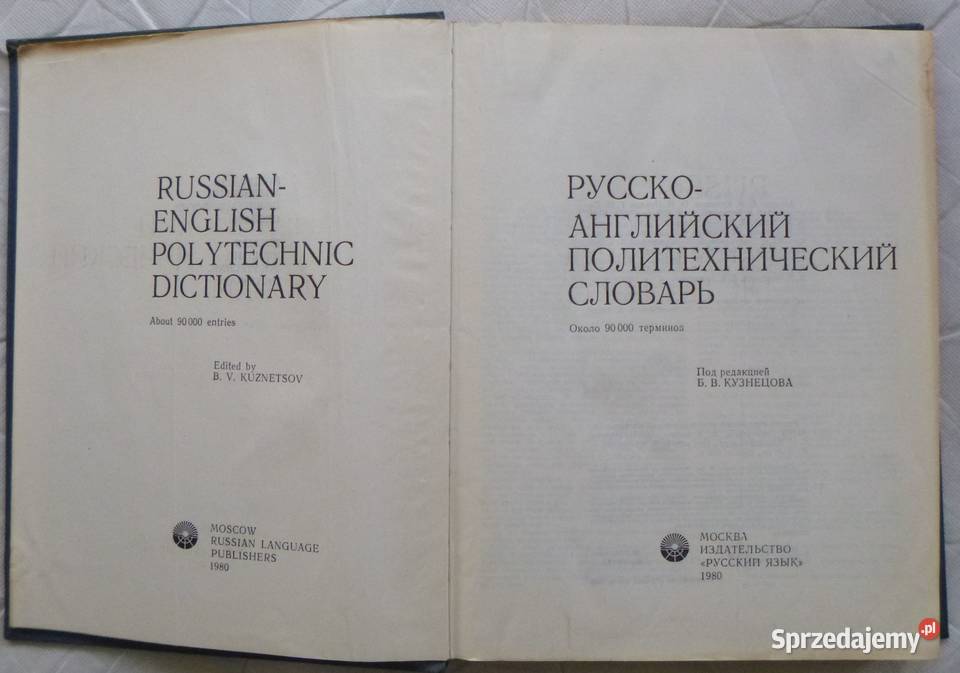 RUSSIAN-
ENGLISH
POLYTECHNIC
DICTIONARY
About 90 000 entries
Edited by
B. V. KUZNETSOV
MOSCOW
RUSSIAN LANGUAGE
PUBLISHERS
1980
РУССКО-
АНГЛИЙСКИЙ
ПОЛИТЕХНИЧЕСКИЙ
СЛОВАРЬ
Около 90 000 терминов
Под редакцией
Б. В. КУЗНЕЦОВА
МОСКВА
ИЗДАТЕЛЬСТВО
«РУССКИЙ ЯЗЫК»
1980
Sprzedajemy.pl